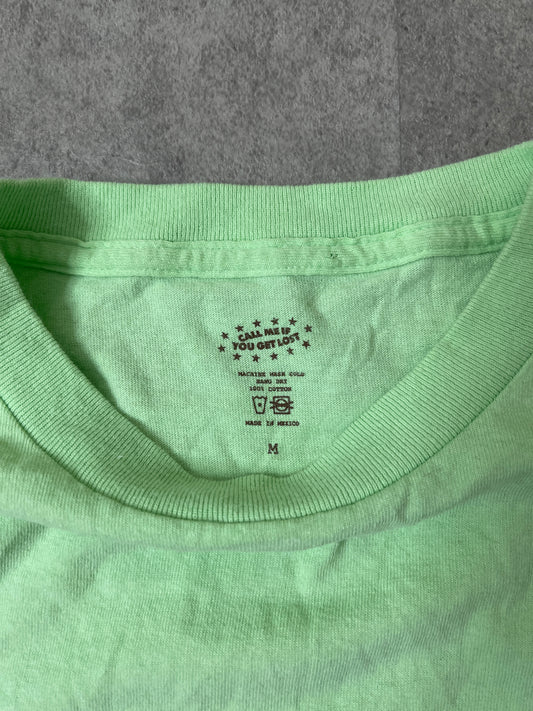 CALL ME IF
YOU GET LOST
MACHINE WASH COLD
HANG DRY
100% COTTON
MADE IN MEXICO
M